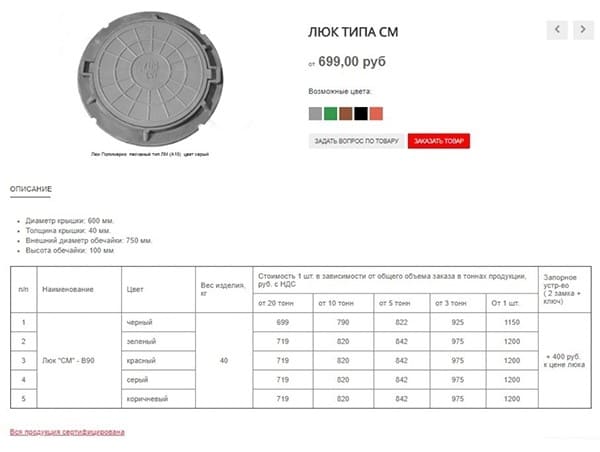 ЛЮК ТИПА СМ
от 699,00 руб
Возможные цвета:
ЗАДАТЬ ВОПРОС ПО ТОВАРУ ЗАКАЗАТЬ ТОВАР
Люк Полимерно песчаный тип ЛМ (А15) цвет серый
ОПИСАНИЕ
Диаметр крышки: 600 мм.
Толщина крышки: 40 мм.
Внешний диаметр обечайки: 750 мм.
Высота обечайки: 100 мм
п/п Наименование Цвет Вес изделия, кг Стоимость 1 шт. в зависимости от общего объема заказа в тоннах продукции, руб. с НДС Запорное устр-во ( 2 замка + ключ)
от 20 тонн от 10 тонн от 5 тонн от 3 тонн От 1 шт.
1 черный 699 790 822 925 1150
2 зеленый 719 820 842 975 1200
3 Люк "СМ" - В90 красный 40 719 820 842 975 1200 + 400 руб. к цене люка
4 серый 719 820 842 975 1200
5 коричневый 719 820 842 975 1200
Вся продукция сертифицирована